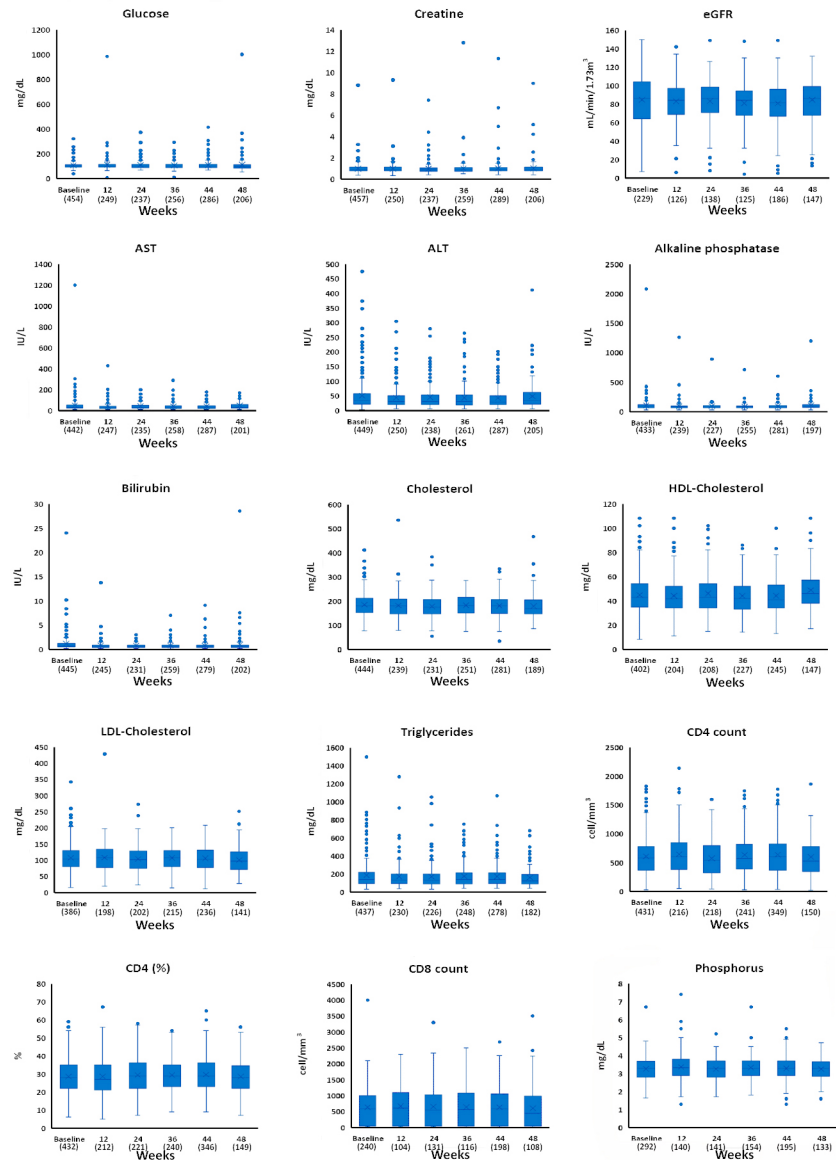 Glucose
mg/dL
1200
1000
800
600
400
200
0
Baseline 12 24 36 44 48
(454) (249) (237) (256) (286) (206)
Weeks
Creatine
mg/dL
14
12
10
8
6
4
2
0
Baseline 12 24 36 44 48
(457) (250) (237) (259) (289) (206)
Weeks
eGFR
mL/min/1.73m³
160
140
120
100
80
60
40
20
0
Baseline 12 24 36 44 48
(229) (126) (138) (125) (186) (147)
Weeks
AST
IU/L
1400
1200
1000
800
600
400
200
0
Baseline 12 24 36 44 48
(442) (247) (235) (258) (287) (201)
Weeks
ALT
IU/L
500
450
400
350
300
250
200
150
100
50
0
Baseline 12 24 36 44 48
(449) (250) (238) (261) (287) (205)
Weeks
Alkaline phosphatase
IU/L
2500
2000
1500
1000
500
0
Baseline 12 24 36 44 48
(433) (239) (227) (255) (281) (197)
Weeks
Bilirubin
IU/L
30
25
20
15
10
5
0
Baseline 12 24 36 44 48
(445) (245) (231) (259) (279) (202)
Weeks
Cholesterol
mg/dL
600
500
400
300
200
100
0
Baseline 12 24 36 44 48
(444) (239) (231) (251) (281) (189)
Weeks
HDL-Cholesterol
mg/dL
120
100
80
60
40
20
0
Baseline 12 24 36 44 48
(402) (204) (208) (227) (245) (147)
Weeks
LDL-Cholesterol
mg/dL
450
400
350
300
250
200
150
100
50
0
Baseline 12 24 36 44 48
(386) (198) (202) (215) (236) (141)
Weeks
Triglycerides
mg/dL
1600
1400
1200
1000
800
600
400
200
0
Baseline 12 24 36 44 48
(437) (230) (226) (248) (278) (182)
Weeks
CD4 count
cell/mm³
2500
2000
1500
1000
500
0
Baseline 12 24 36 44 48
(431) (216) (218) (241) (349) (150)
Weeks
CD4 (%)
%
80
70
60
50
40
30
20
10
0
Baseline 12 24 36 44 48
(432) (212) (221) (240) (346) (149)
Weeks
CD8 count
cell/mm³
4500
4000
3500
3000
2500
2000
1500
1000
500
0
Baseline 12 24 36 44 48
(240) (104) (131) (116) (198) (108)
Weeks
Phosphorus
mg/dL
8
7
6
5
4
3
2
1
0
Baseline 12 24 36 44 48
(292) (140) (141) (154) (195) (133)
Weeks